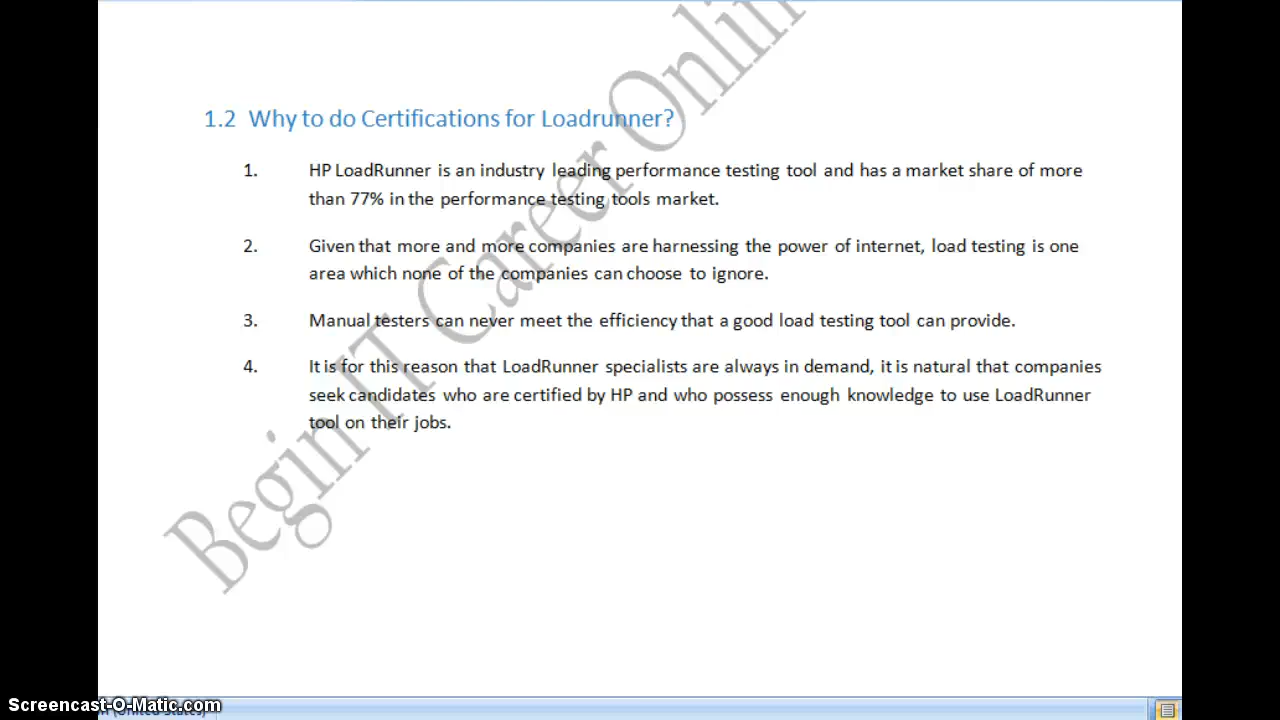 1.2 Why to do Certifications for Loadrunner?
1. HP LoadRunner is an industry leading performance testing tool and has a market share of more
than 77% in the performance testing tools market.
2. Given that more and more companies are harnessing the power of internet, load testing is one
area which none of the companies can choose to ignore.
3. Manual testers can never meet the efficiency that a good load testing tool can provide.
4. It is for this reason that LoadRunner specialists are always in demand, it is natural that companies
seek candidates who are certified by HP and who possess enough knowledge to use LoadRunner
tool on their jobs.
Begin IT Career Onlin
Screencast-O-Matic.com